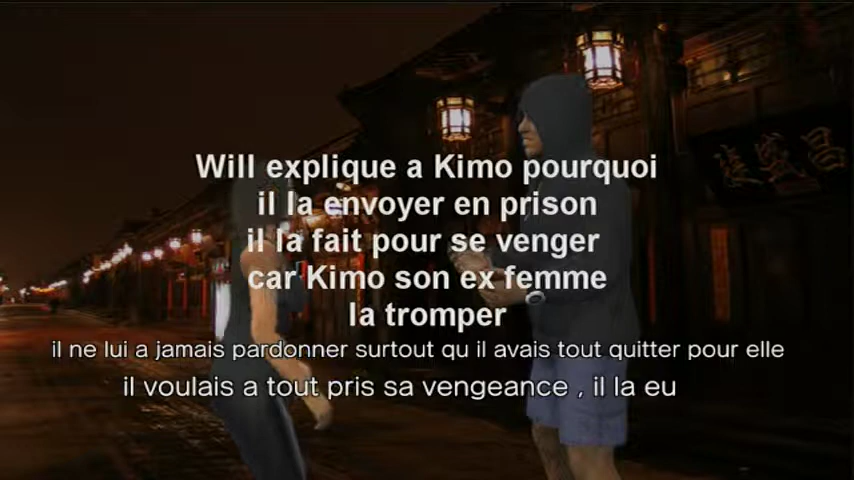 Will explique a Kimo pourquoi
il la envoyer en prison
il la fait pour se venger
car Kimo son ex femme
la tromper
il ne lui a jamais pardonner surtout qu il avais tout quitter pour elle
il voulais a tout pris sa vengeance , il la eu